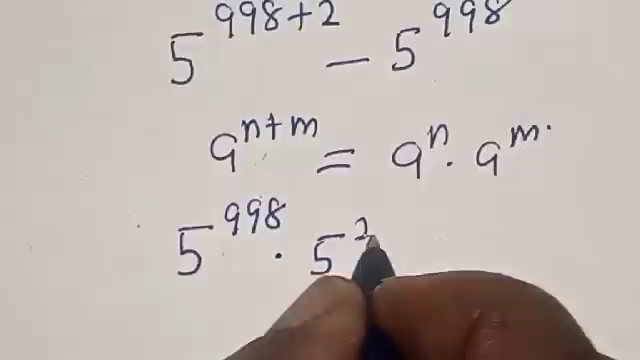 5^{998+2} - 5^{998}
a^{n+m} = a^n · a^m.
5^{998} · 5^2